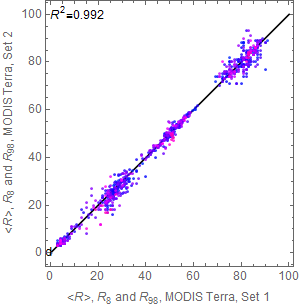 R²=0.992
100
80
60
40
20
0
<R>, R8 and R98, MODIS Terra, Set 2
0 20 40 60 80 100
<R>, R8 and R98, MODIS Terra, Set 1